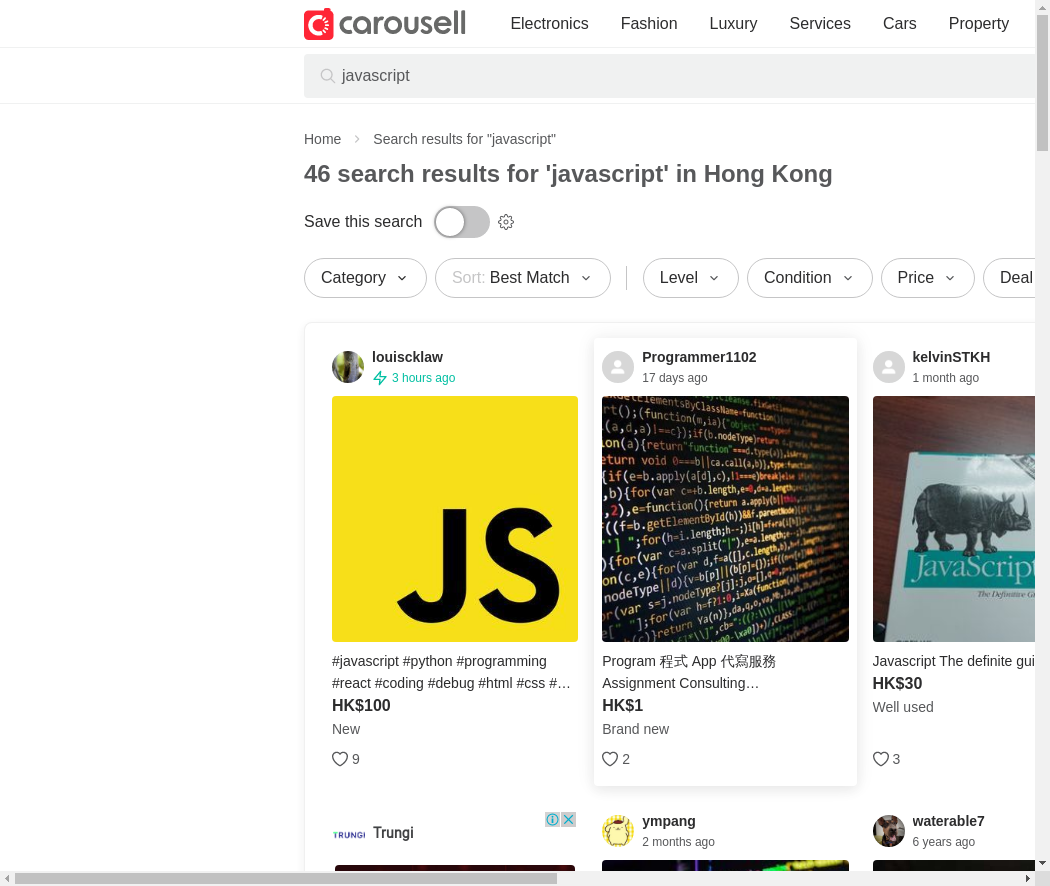 carousell
Electronics
Fashion
Luxury
Services
Cars
Property
javascript
Home
Search results for "javascript"
46 search results for 'javascript' in Hong Kong
Save this search
Category
Sort: Best Match
Level
Condition
Price
Deal
louiscklaw
3 hours ago
JS
#javascript #python #programming
#react #coding #debug #html #css #…
HK$100
New
9
Programmer1102
17 days ago
Program 程式 App 代寫服務
Assignment Consulting…
HK$1
Brand new
2
kelvinSTKH
1 month ago
JavaScript
The Definitive
Javascript The definite gui
HK$30
Well used
3
TRUNGI
Trungi
ympang
2 months ago
waterable7
6 years ago